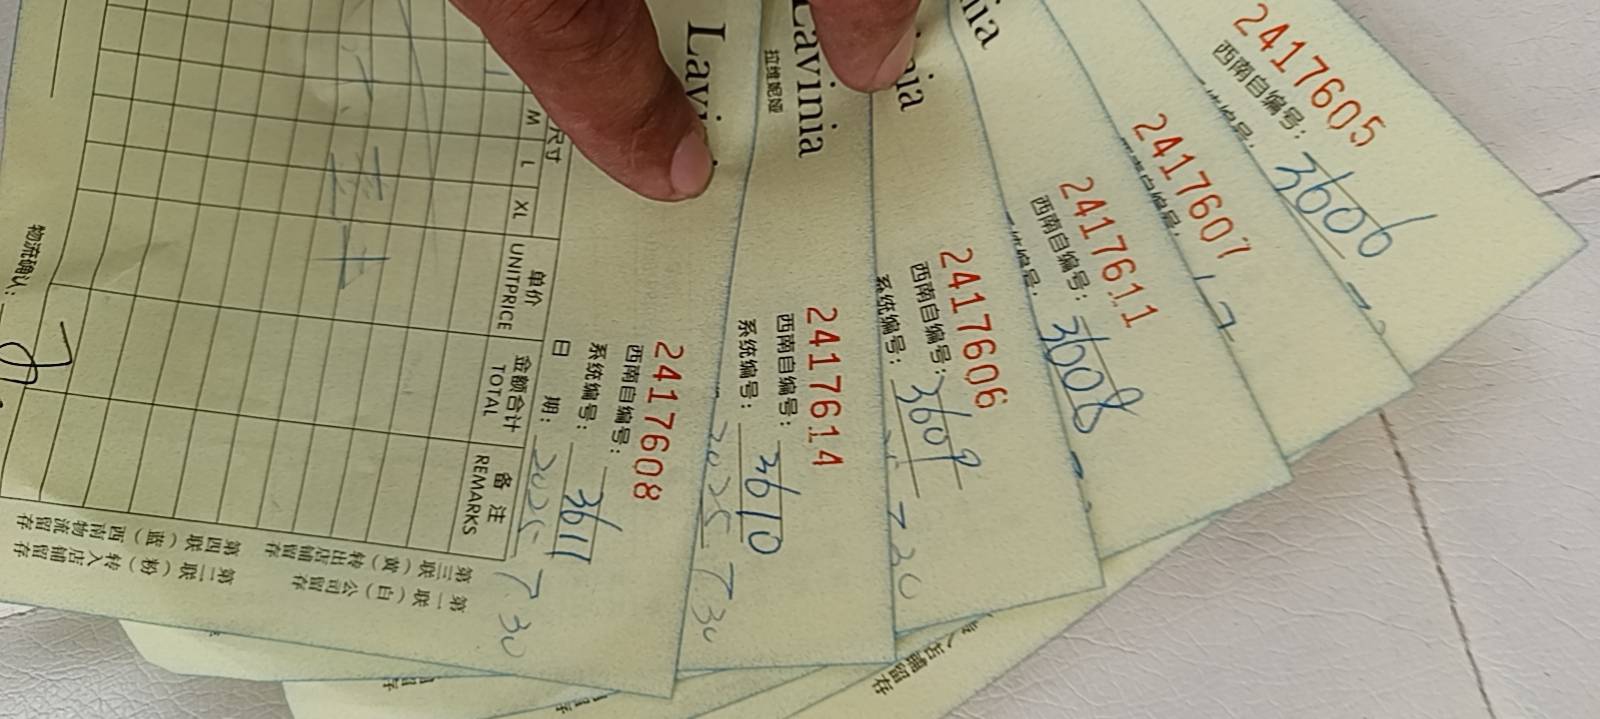 Lavi
2417608
西南自编号:
系统编号: 3611
日 期: 2025 7.30
尺寸
M L XL
单价
UNITPRICE
金额合计
TOTAL
备 注
REMARKS
三十
物流确认:
第一联（白）公司留存
第二联（粉）转入店铺留存
第三联（黄）转出店铺留存
第四联（蓝）西南物流留存
Lavinia
拉维妮娅
2417614
西南自编号:
系统编号: 3610
2025 7 30
nia
2417606
西南自编号: 3609
系统编号:
7 30
nia
2417611
西南自编号: 3608
2417607
2417605
西南自编号: 3606